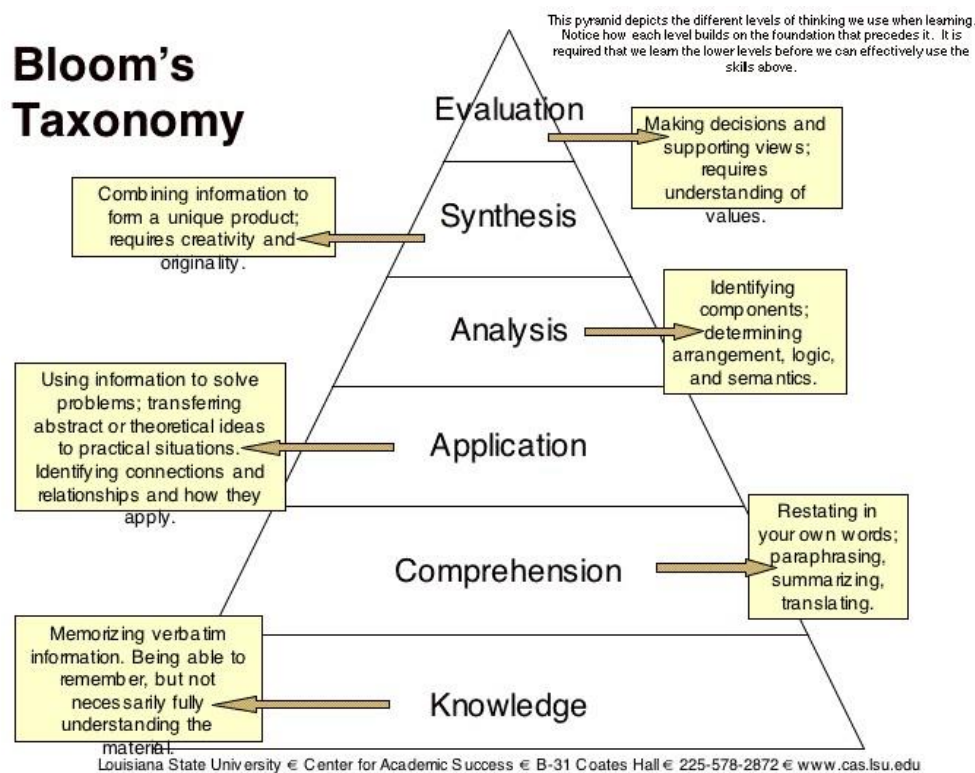 Bloom's
Taxonomy
This pyramid depicts the different levels of thinking we use when learning.
Notice how each level builds on the foundation that precedes it. It is
required that we learn the lower levels before we can effectively use the
skills above.
Evaluation
Making decisions and
supporting views;
requires
understanding of
values.
Combining information to
form a unique product;
requires creativity and
originality.
Synthesis
Analysis
Identifying
components;
determining
arrangement, logic,
and semantics.
Using information to solve
problems; transferring
abstract or theoretical ideas
to practical situations.
Identifying connections and
relationships and how they
apply.
Application
Comprehension
Restating in
your own words;
paraphrasing,
summarizing,
translating.
Memorizing verbatim
information. Being able to
remember, but not
necessarily fully
understanding the
material.
Knowledge
Louisiana State University € Center for Academic Success € B-31 Coates Hall € 225-578-2872 € www.cas.lsu.edu